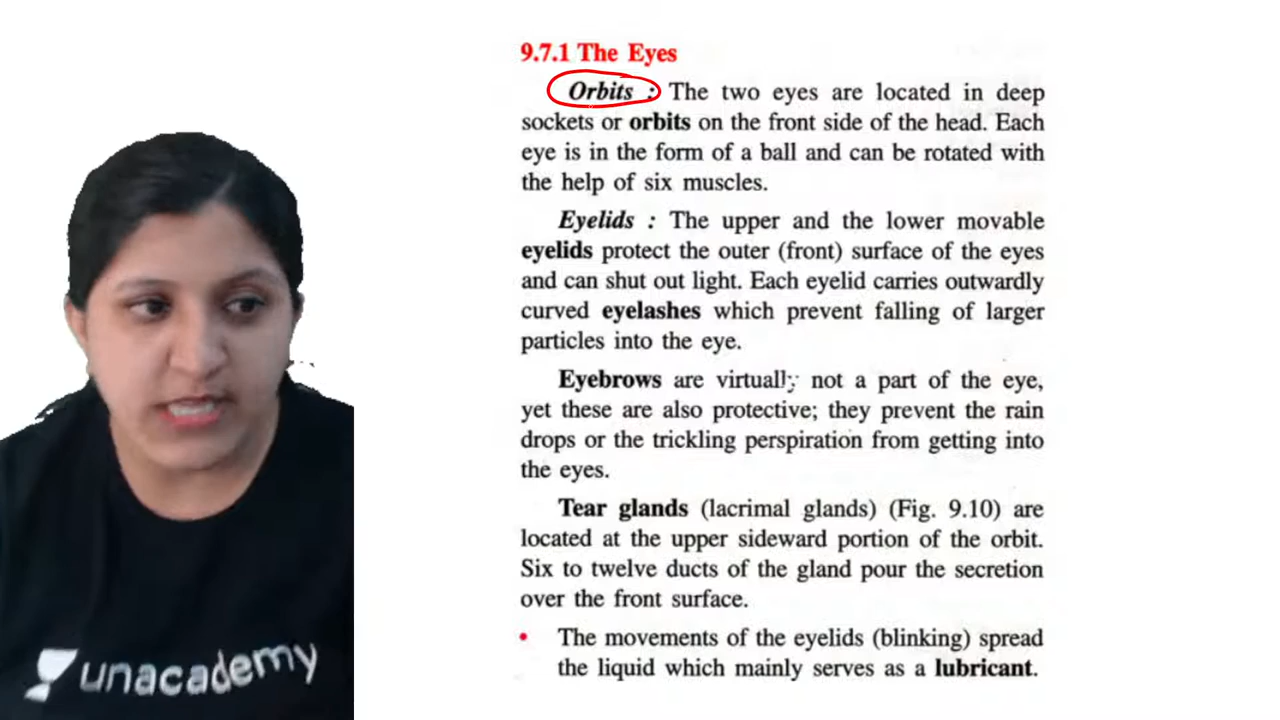 9.7.1 The Eyes
Orbits : The two eyes are located in deep
sockets or orbits on the front side of the head. Each
eye is in the form of a ball and can be rotated with
the help of six muscles.
Eyelids : The upper and the lower movable
eyelids protect the outer (front) surface of the eyes
and can shut out light. Each eyelid carries outwardly
curved eyelashes which prevent falling of larger
particles into the eye.
Eyebrows are virtually not a part of the eye,
yet these are also protective; they prevent the rain
drops or the trickling perspiration from getting into
the eyes.
Tear glands (lacrimal glands) (Fig. 9.10) are
located at the upper sideward portion of the orbit.
Six to twelve ducts of the gland pour the secretion
over the front surface.
• The movements of the eyelids (blinking) spread
the liquid which mainly serves as a lubricant.
unacademy